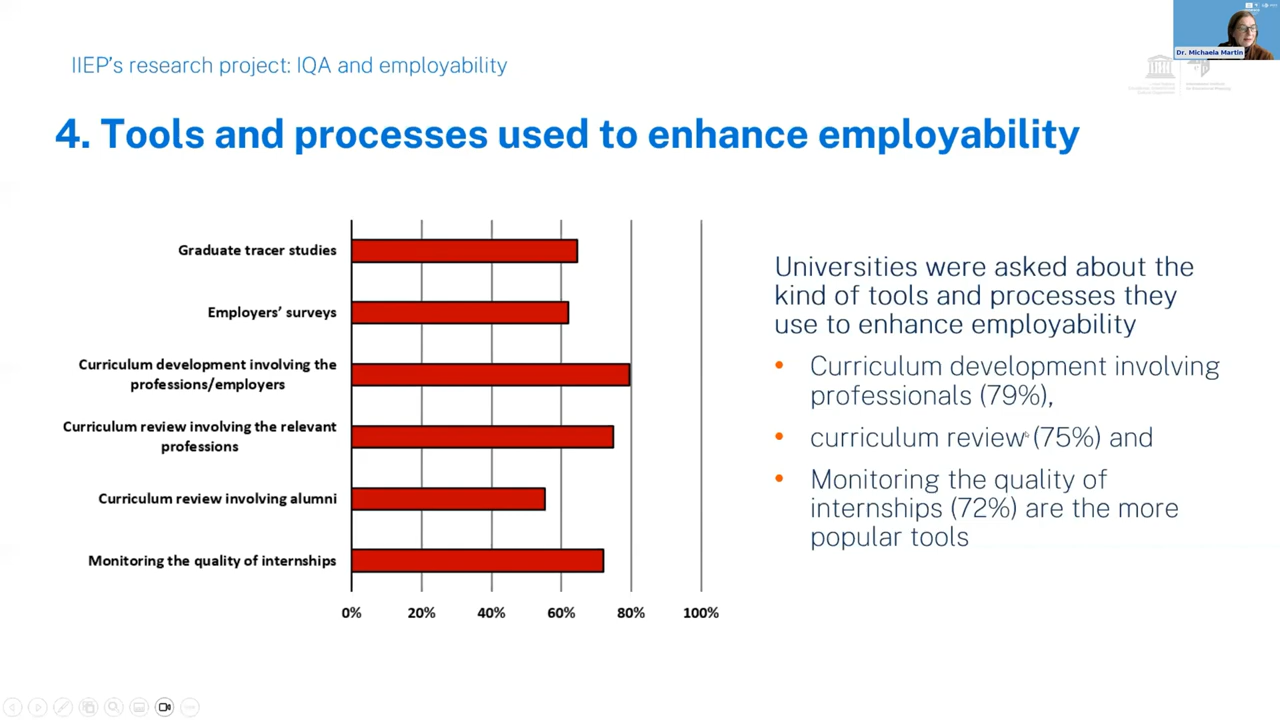 Dr. Michaela Martin
IIEP's research project: IQA and employability
4. Tools and processes used to enhance employability
Graduate tracer studies
Employers' surveys
Curriculum development involving the
professions/employers
Curriculum review involving the relevant
professions
Curriculum review involving alumni
Monitoring the quality of internships
0%
20%
40%
60%
80%
100%
Universities were asked about the
kind of tools and processes they
use to enhance employability
• Curriculum development involving
professionals (79%),
• curriculum review (75%) and
• Monitoring the quality of
internships (72%) are the more
popular tools